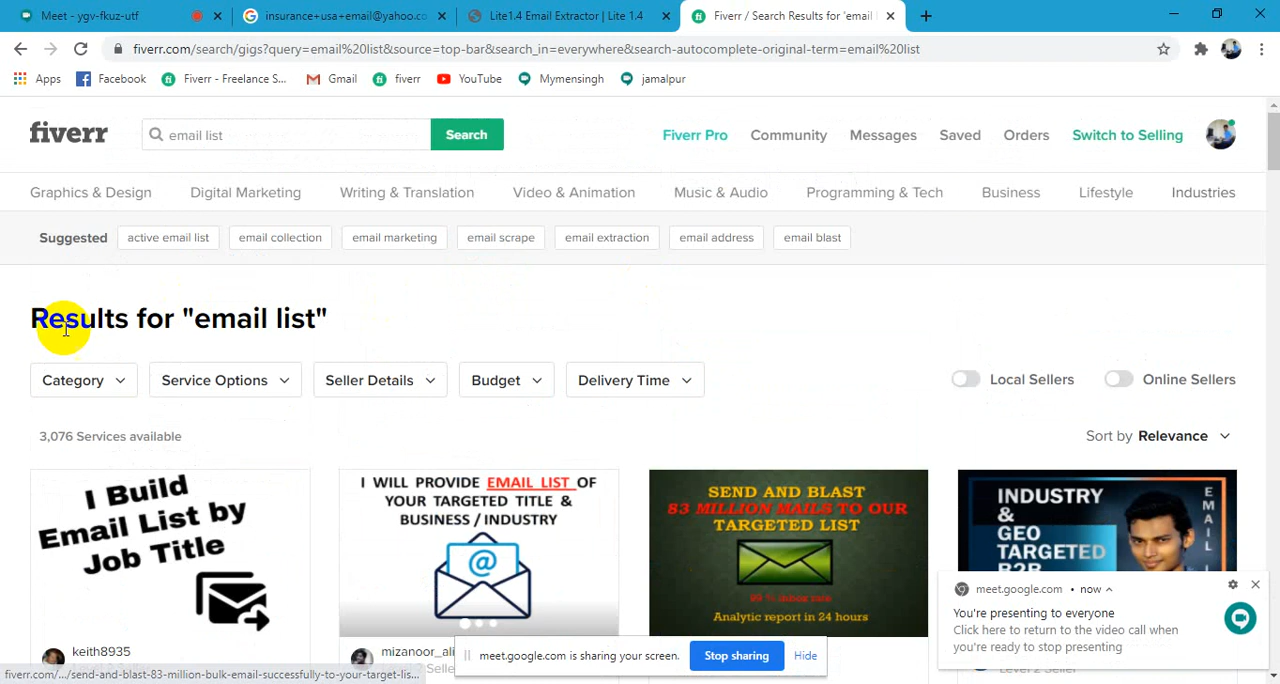 Meet - ygv-fkuz-utf
insurance+usa+email@yahoo.co
Lite1.4 Email Extractor | Lite 1.4
Fiverr / Search Results for 'email l
fiverr.com/search/gigs?query=email%20list&source=top-bar&search_in=everywhere&search-autocomplete-original-term=email%20list
Apps
Facebook
Fiverr - Freelance S...
Gmail
fiverr
YouTube
Mymensingh
jamalpur
fiverr
email list
Search
Fiverr Pro
Community
Messages
Saved
Orders
Switch to Selling
Graphics & Design
Digital Marketing
Writing & Translation
Video & Animation
Music & Audio
Programming & Tech
Business
Lifestyle
Industries
Suggested
active email list
email collection
email marketing
email scrape
email extraction
email address
email blast
Results for "email list"
Category
Service Options
Seller Details
Budget
Delivery Time
Local Sellers
Online Sellers
3,076 Services available
Sort by Relevance
I Build
Email List by
Job Title
I WILL PROVIDE EMAIL LIST OF
YOUR TARGETED TITLE &
BUSINESS / INDUSTRY
SEND AND BLAST
83 MILLION MAILS TO OUR
TARGETED LIST
99 % inbox rate
Analytic report in 24 hours
INDUSTRY
&
GEO
TARGETED
B2B
EMAIL
keith8935
mizanoor_ali
meet.google.com is sharing your screen.
Stop sharing
Hide
meet.google.com • now
You're presenting to everyone
Click here to return to the video call when
you're ready to stop presenting
fiverr.com/.../send-and-blast-83-million-bulk-email-successfully-to-your-target-lis...